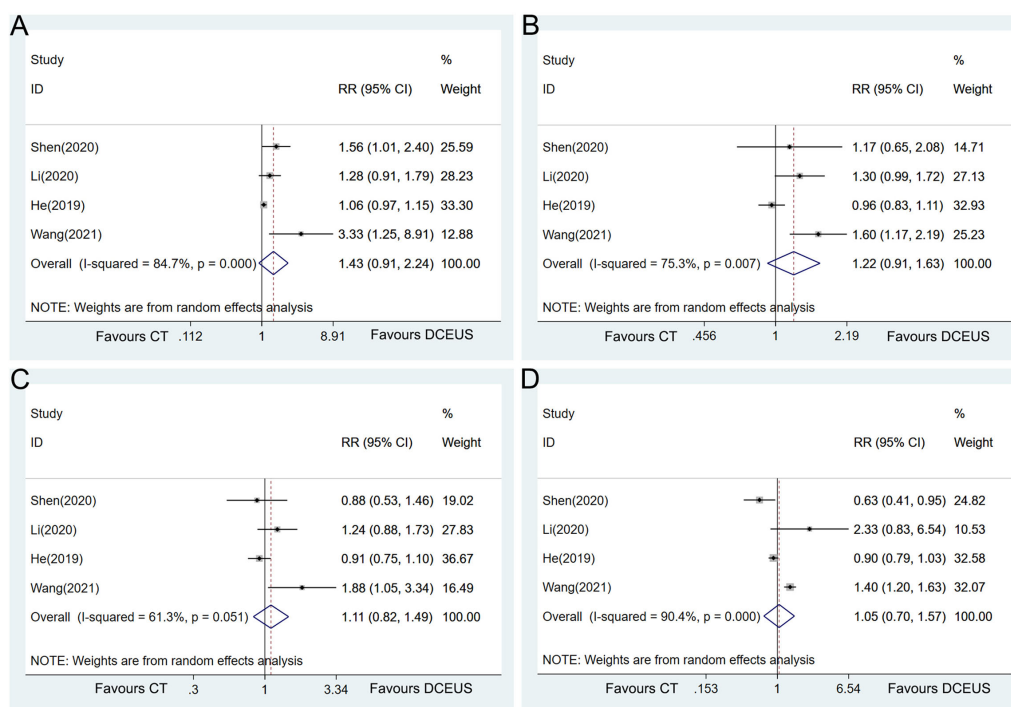 A
Study %
ID RR (95% CI) Weight
Shen(2020) 1.56 (1.01, 2.40) 25.59
Li(2020) 1.28 (0.91, 1.79) 28.23
He(2019) 1.06 (0.97, 1.15) 33.30
Wang(2021) 3.33 (1.25, 8.91) 12.88
Overall (I-squared = 84.7%, p = 0.000) 1.43 (0.91, 2.24) 100.00
NOTE: Weights are from random effects analysis
Favours CT .112 1 8.91 Favours DCEUS
B
Study %
ID RR (95% CI) Weight
Shen(2020) 1.17 (0.65, 2.08) 14.71
Li(2020) 1.30 (0.99, 1.72) 27.13
He(2019) 0.96 (0.83, 1.11) 32.93
Wang(2021) 1.60 (1.17, 2.19) 25.23
Overall (I-squared = 75.3%, p = 0.007) 1.22 (0.91, 1.63) 100.00
NOTE: Weights are from random effects analysis
Favours CT .456 1 2.19 Favours DCEUS
C
Study %
ID RR (95% CI) Weight
Shen(2020) 0.88 (0.53, 1.46) 19.02
Li(2020) 1.24 (0.88, 1.73) 27.83
He(2019) 0.91 (0.75, 1.10) 36.67
Wang(2021) 1.88 (1.05, 3.34) 16.49
Overall (I-squared = 61.3%, p = 0.051) 1.11 (0.82, 1.49) 100.00
NOTE: Weights are from random effects analysis
Favours CT .3 1 3.34 Favours DCEUS
D
Study %
ID RR (95% CI) Weight
Shen(2020) 0.63 (0.41, 0.95) 24.82
Li(2020) 2.33 (0.83, 6.54) 10.53
He(2019) 0.90 (0.79, 1.03) 32.58
Wang(2021) 1.40 (1.20, 1.63) 32.07
Overall (I-squared = 90.4%, p = 0.000) 1.05 (0.70, 1.57) 100.00
NOTE: Weights are from random effects analysis
Favours CT .153 1 6.54 Favours DCEUS